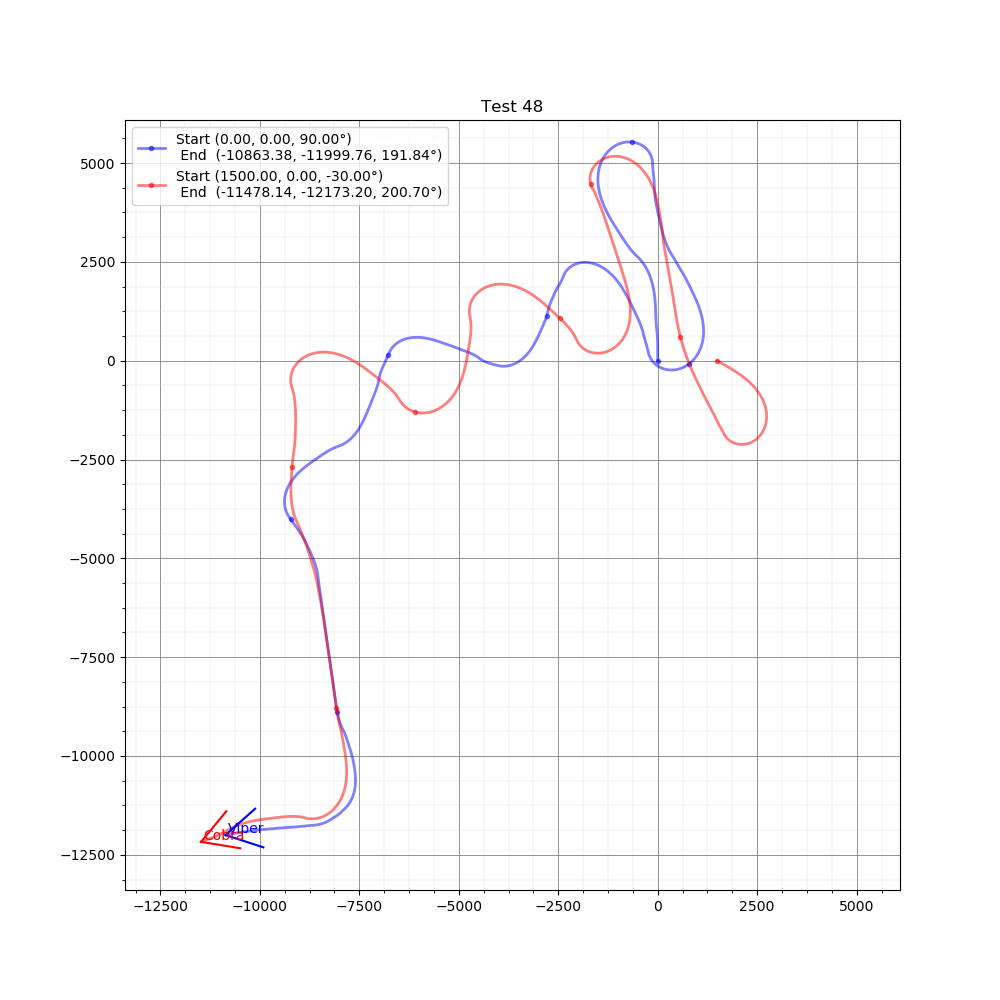 Test 48
Start (0.00, 0.00, 90.00°)
End  (-10863.38, -11999.76, 191.84°)
Start (1500.00, 0.00, -30.00°)
End  (-11478.14, -12173.20, 200.70°)
5000
2500
0
−2500
−5000
−7500
−10000
−12500
Viper
Cobra
−12500 −10000 −7500 −5000 −2500 0 2500 5000